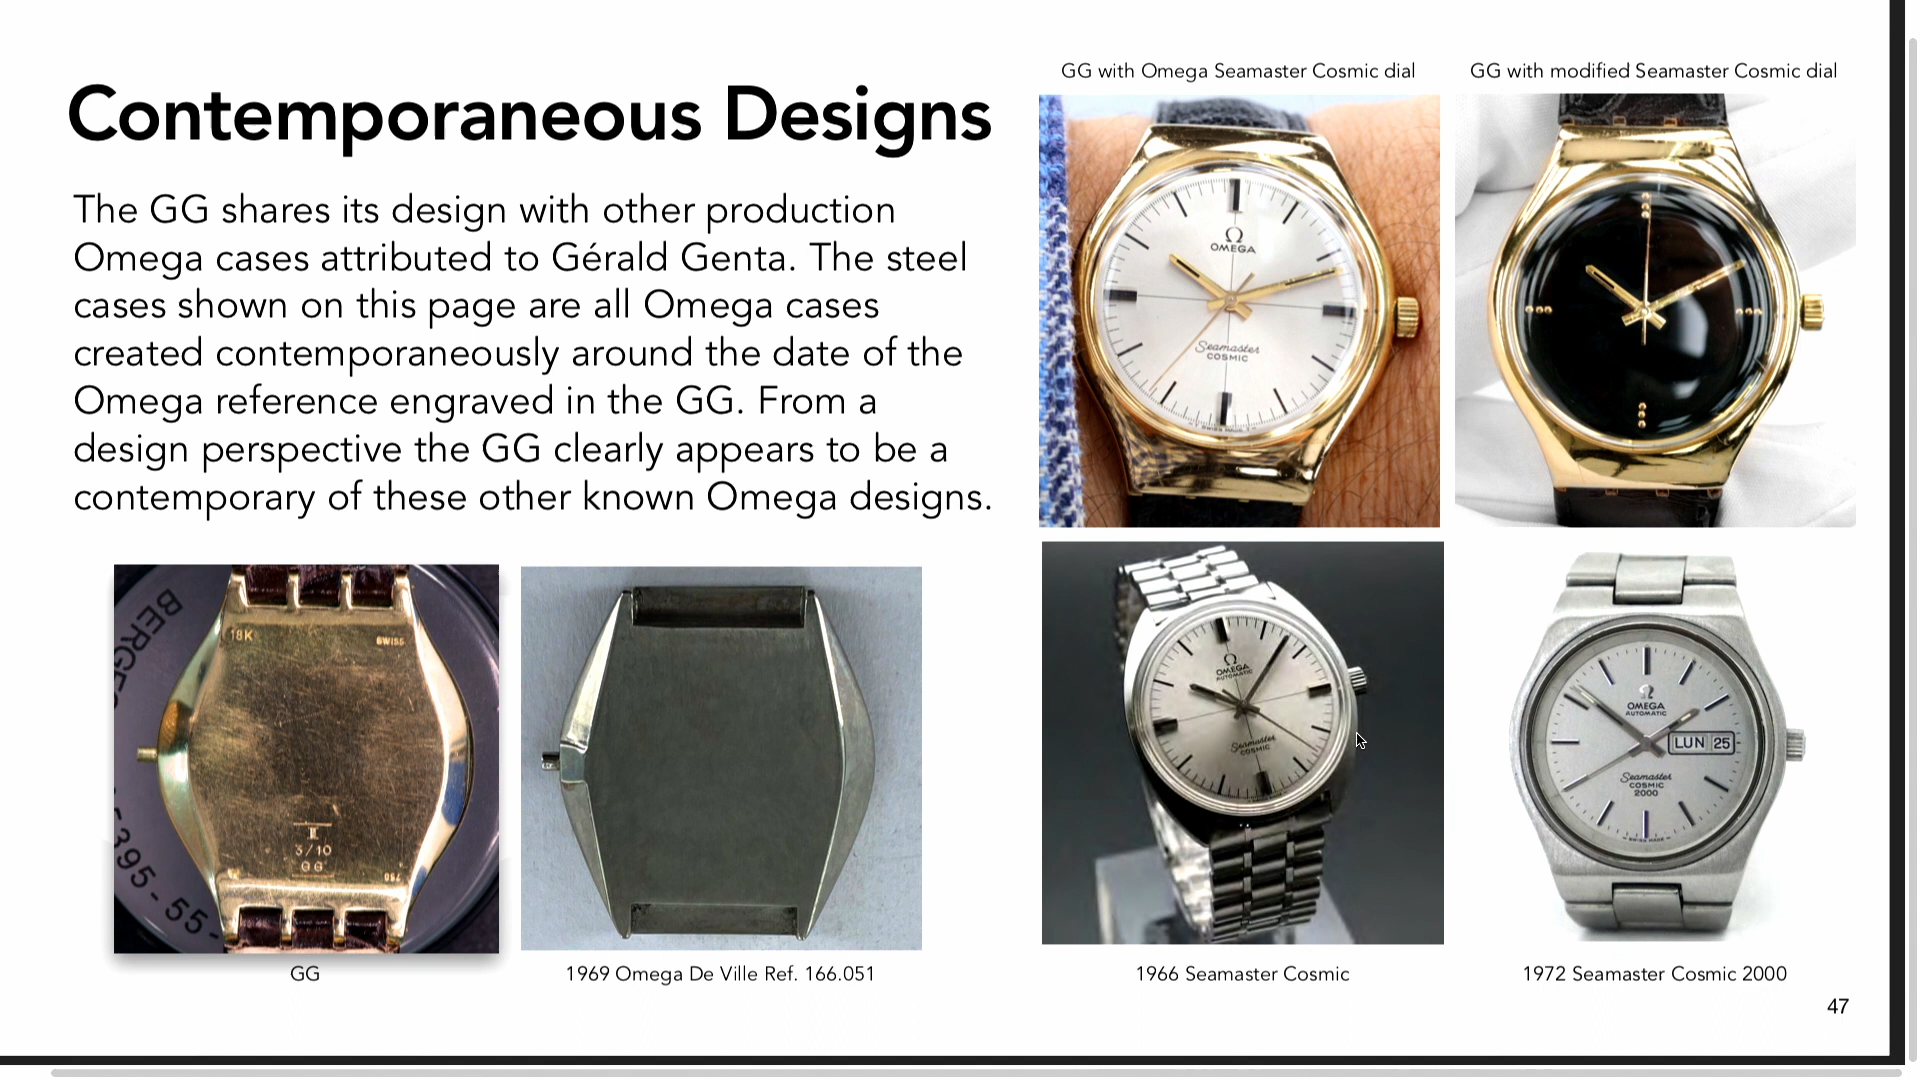 Contemporaneous Designs
The GG shares its design with other production
Omega cases attributed to Gérald Genta. The steel
cases shown on this page are all Omega cases
created contemporaneously around the date of the
Omega reference engraved in the GG. From a
design perspective the GG clearly appears to be a
contemporary of these other known Omega designs.
GG with Omega Seamaster Cosmic dial
Ω
OMEGA
Seamaster
COSMIC
GG with modified Seamaster Cosmic dial
18K
SWISS
3/10
GG
5395-55-
GG
1969 Omega De Ville Ref. 166.051
Ω
OMEGA
AUTOMATIC
Seamaster
COSMIC
1966 Seamaster Cosmic
Ω
OMEGA
AUTOMATIC
LUN 25
Seamaster
COSMIC
2000
1972 Seamaster Cosmic 2000
47